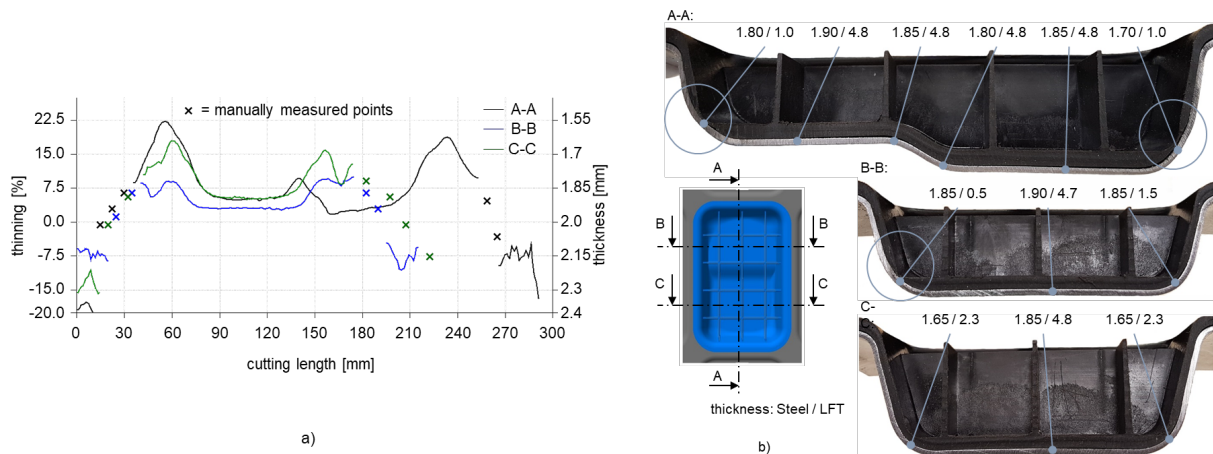 × = manually measured points
A-A
B-B
C-C
thinning [%]
22.5
15.0
7.5
0.0
-7.5
-15.0
-20.0
thickness [mm]
1.55
1.7
1.85
2.0
2.15
2.3
2.4
0 30 60 90 120 150 180 210 240 270 300
cutting length [mm]
a)
A-A:
1.80 / 1.0 1.90 / 4.8 1.85 / 4.8 1.80 / 4.8 1.85 / 4.8 1.70 / 1.0
A
B B
C C
A
thickness: Steel / LFT
B-B:
1.85 / 0.5 1.90 / 4.7 1.85 / 1.5
C-
1.65 / 2.3 1.85 / 4.8 1.65 / 2.3
b)